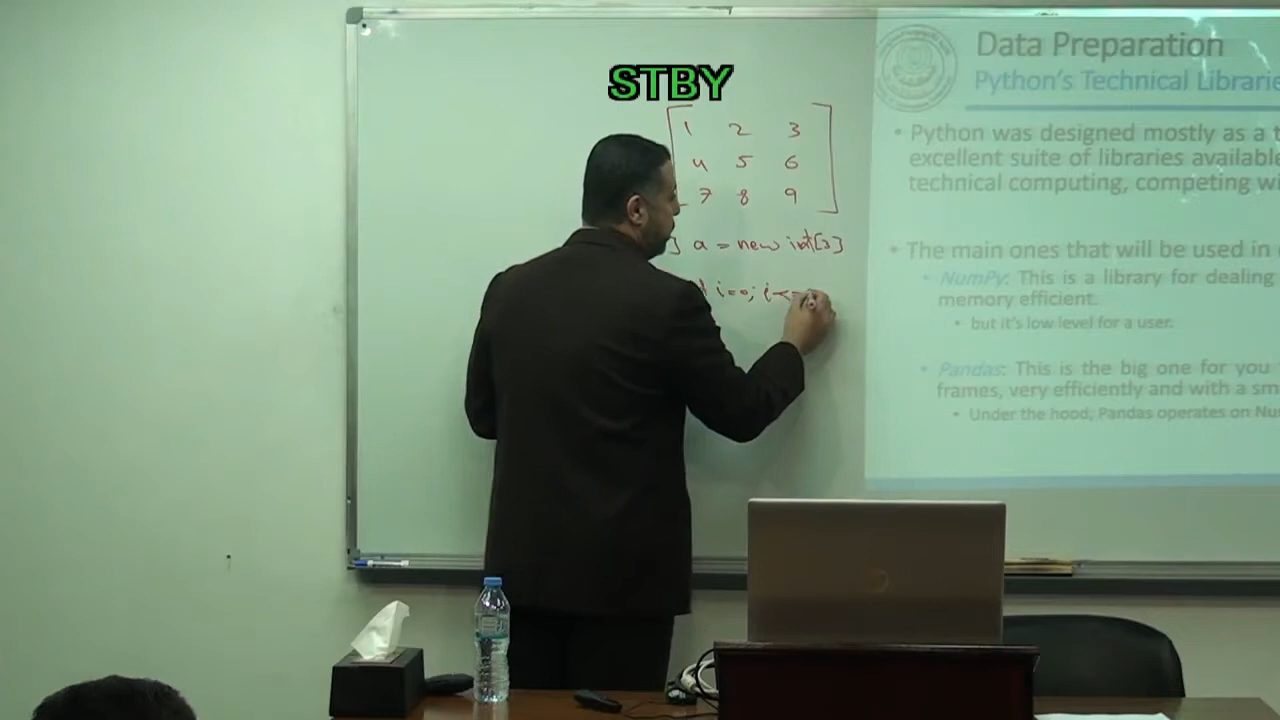 STBY
1 2 3
4 5 6
7 8 9
] a = new int[3]
i=0; i<
Data Preparation
Python's Technical Librarie
• Python was designed mostly as a
excellent suite of libraries available
technical computing, competing wi
• The main ones that will be used in
• NumPy: This is a library for dealing
memory efficient.
• but it's low level for a user.
• Pandas: This is the big one for you
frames, very efficiently and with a sm
• Under the hood, Pandas operates on Nu